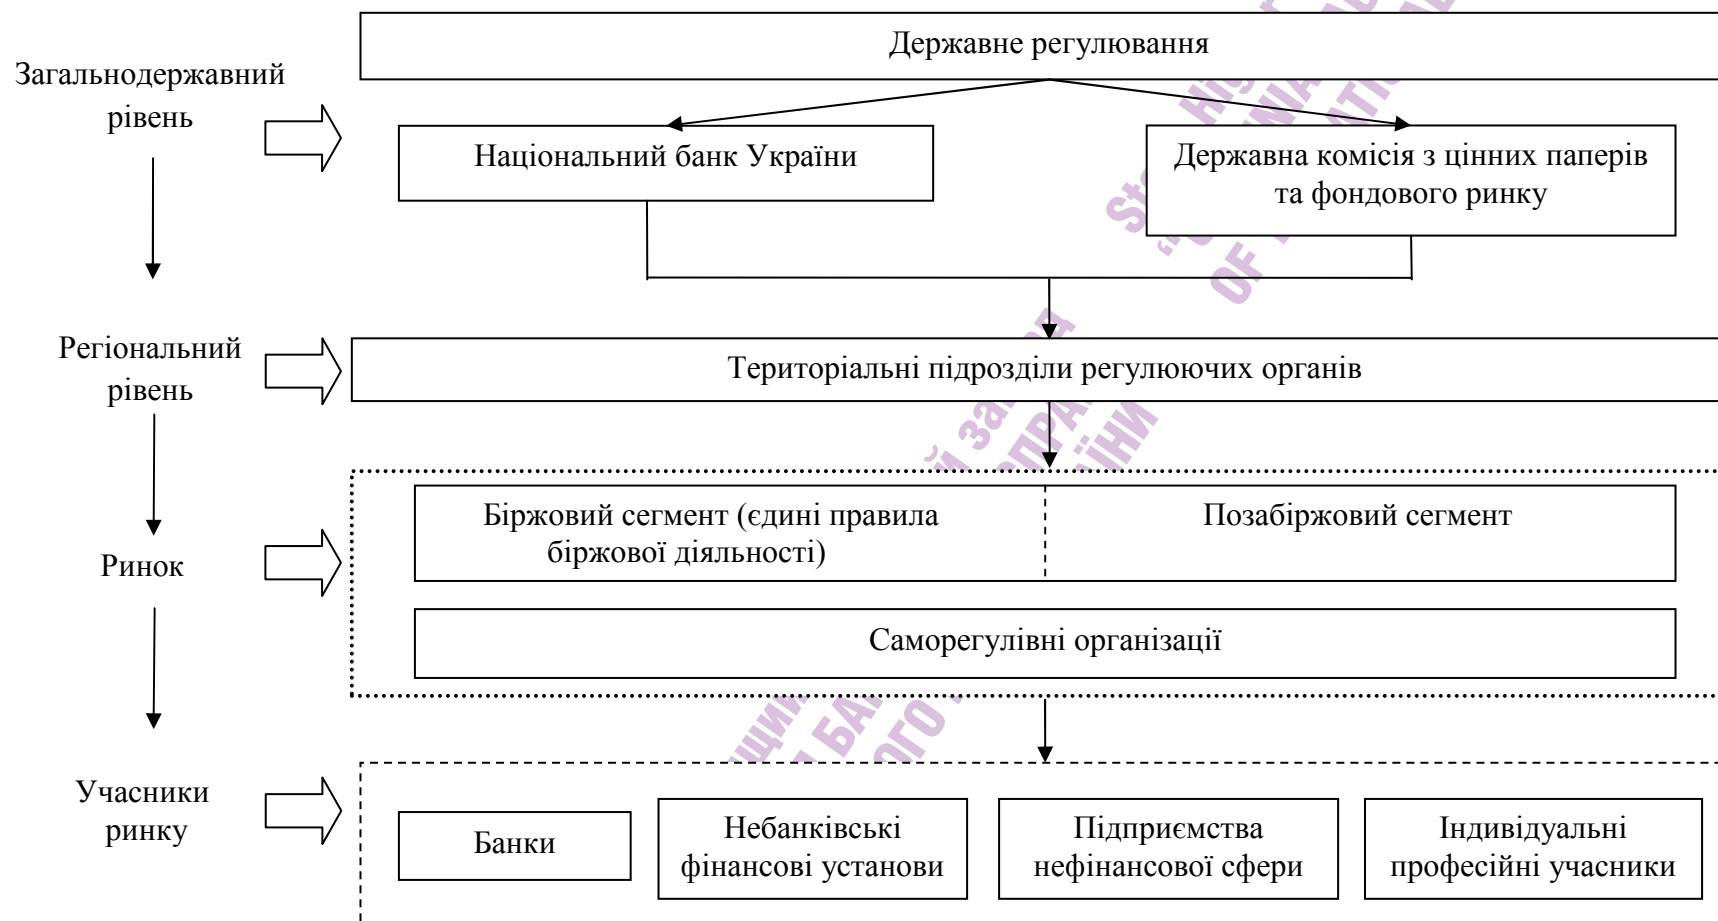 Державне регулювання
Загальнодержавний
рівень
Національний банк України
Державна комісія з цінних паперів
та фондового ринку
Регіональний
рівень
Територіальні підрозділи регулюючих органів
Біржовий сегмент (єдині правила
біржової діяльності)
Позабіржовий сегмент
Ринок
Саморегулівні організації
Учасники
ринку
Банки
Небанківські
фінансові установи
Підприємства
нефінансової сфери
Індивідуальні
професійні учасники